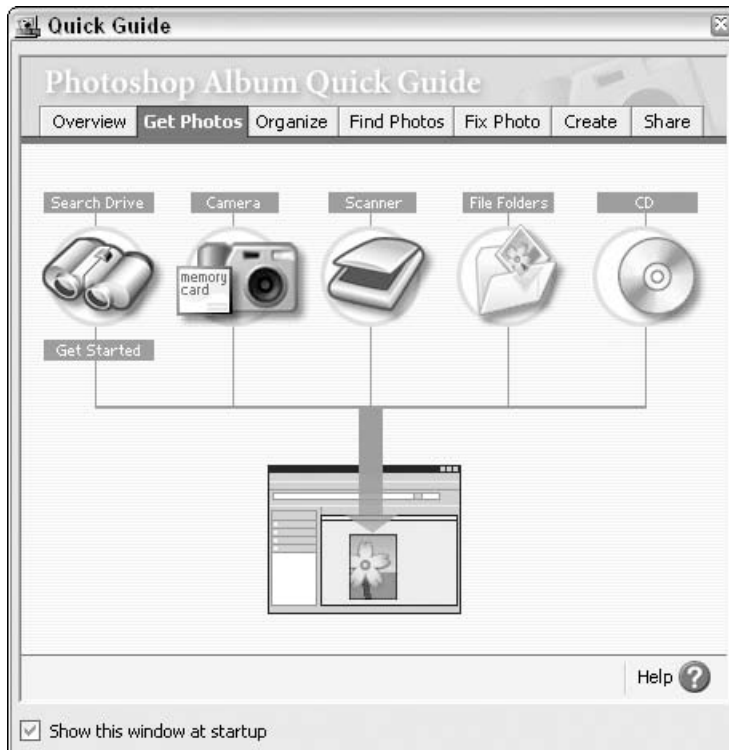 Quick Guide
Photoshop Album Quick Guide
Overview Get Photos Organize Find Photos Fix Photo Create Share
Search Drive Camera Scanner File Folders CD
memory
card
Get Started
Help ?
Show this window at startup